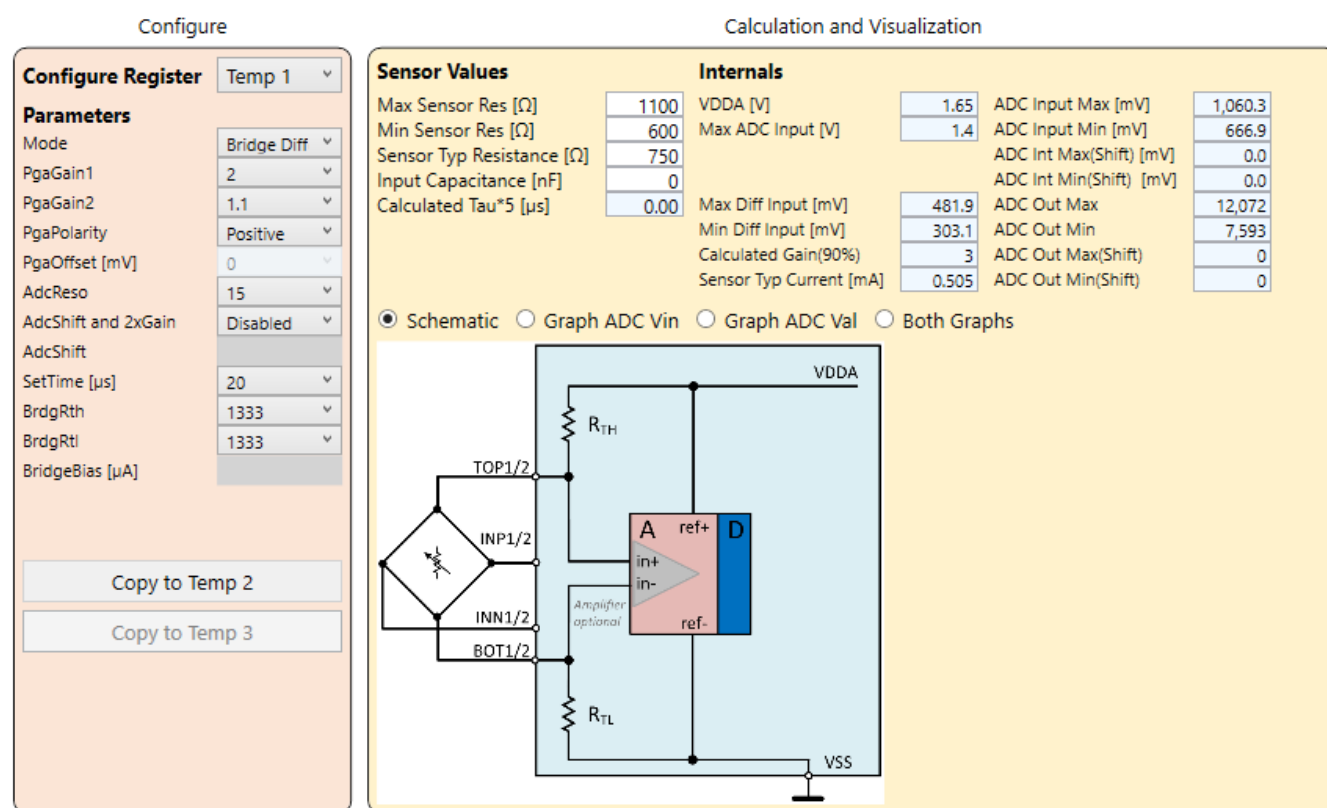 Configure
Calculation and Visualization
Configure Register Temp 1
Parameters
Mode Bridge Diff
PgaGain1 2
PgaGain2 1.1
PgaPolarity Positive
PgaOffset [mV] 0
AdcReso 15
AdcShift and 2xGain Disabled
AdcShift
SetTime [µs] 20
BrdgRth 1333
BrdgRtl 1333
BridgeBias [µA]
Copy to Temp 2
Copy to Temp 3
Sensor Values
Max Sensor Res [Ω] 1100
Min Sensor Res [Ω] 600
Sensor Typ Resistance [Ω] 750
Input Capacitance [nF] 0
Calculated Tau*5 [µs] 0.00
Internals
VDDA [V] 1.65
Max ADC Input [V] 1.4
Max Diff Input [mV] 481.9
Min Diff Input [mV] 303.1
Calculated Gain(90%) 3
Sensor Typ Current [mA] 0.505
ADC Input Max [mV] 1,060.3
ADC Input Min [mV] 666.9
ADC Int Max(Shift) [mV] 0.0
ADC Int Min(Shift) [mV] 0.0
ADC Out Max 12,072
ADC Out Min 7,593
ADC Out Max(Shift) 0
ADC Out Min(Shift) 0
Schematic Graph ADC Vin Graph ADC Val Both Graphs
VDDA
RTH
TOP1/2
INP1/2
A ref+ D
in+
in-
Amplifier
optional
INN1/2
ref-
BOT1/2
RTL
VSS